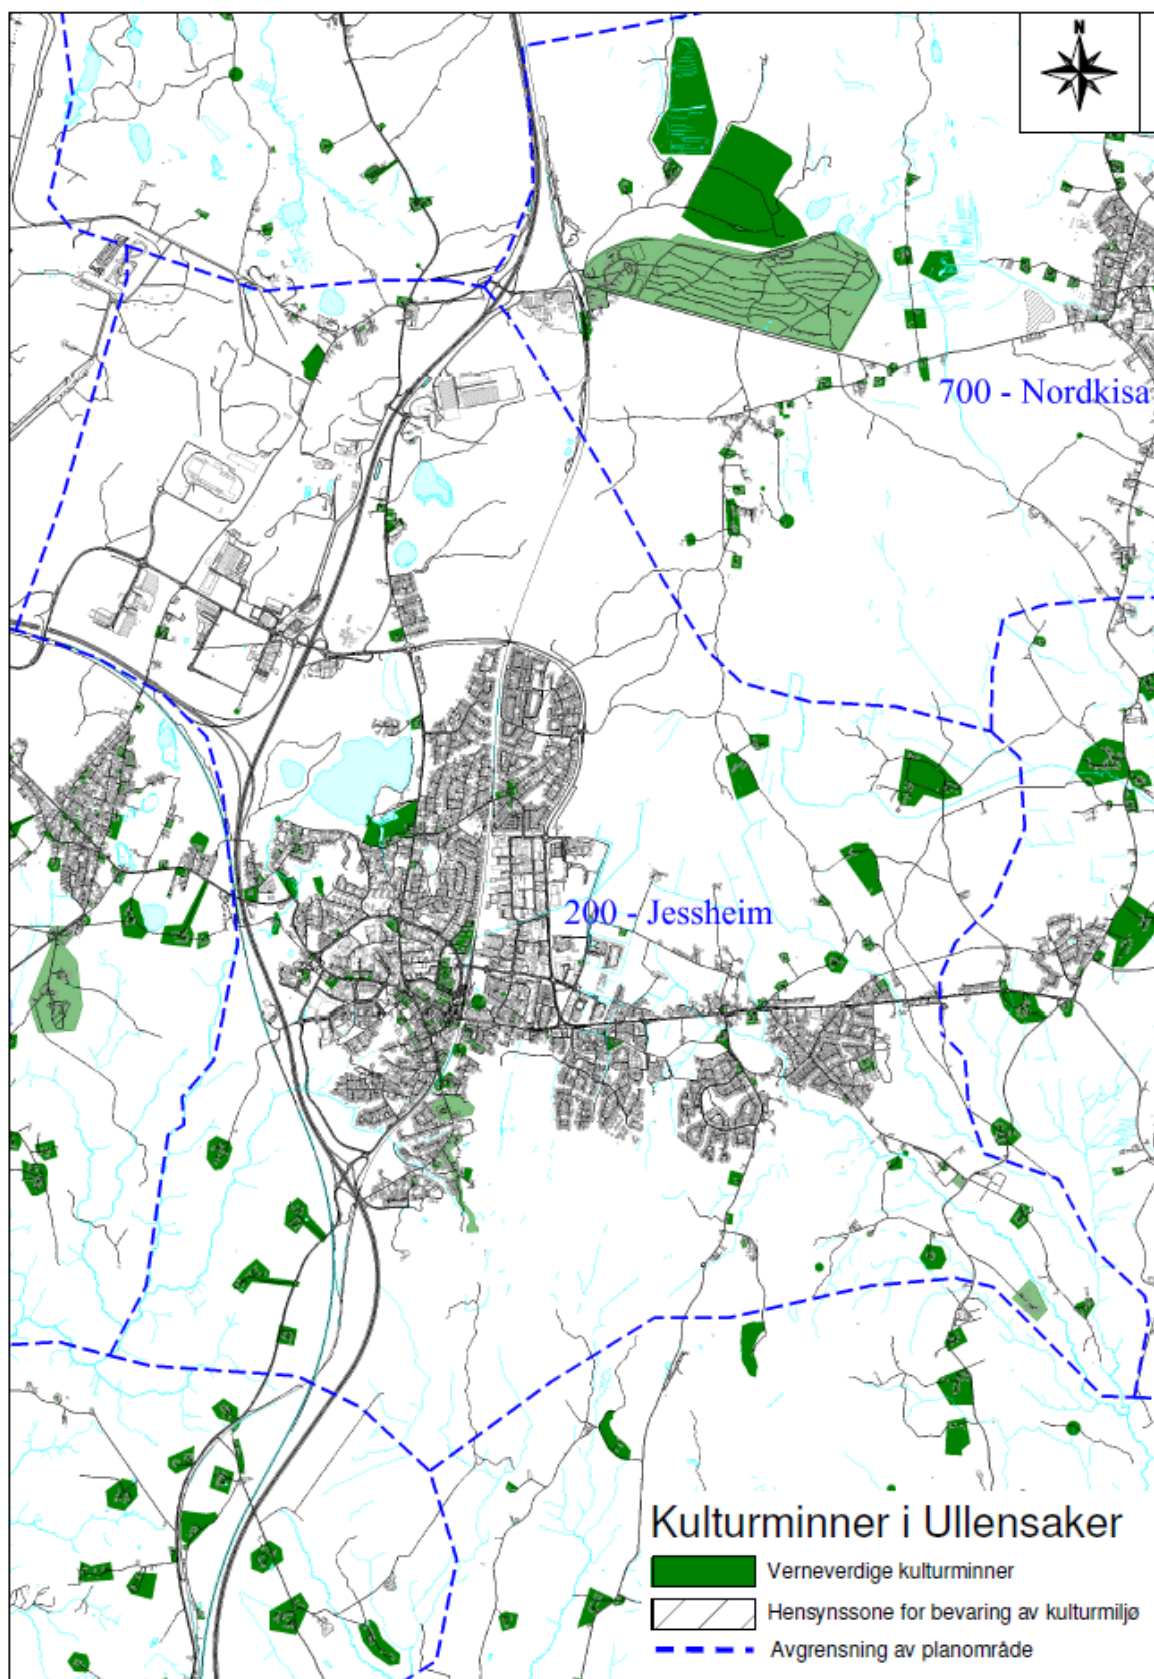 N
700 - Nordkisa
200 - Jessheim
Kulturminner i Ullensaker
Verneverdige kulturminner
Hensynssone for bevaring av kulturmiljø
Avgrensning av planområde